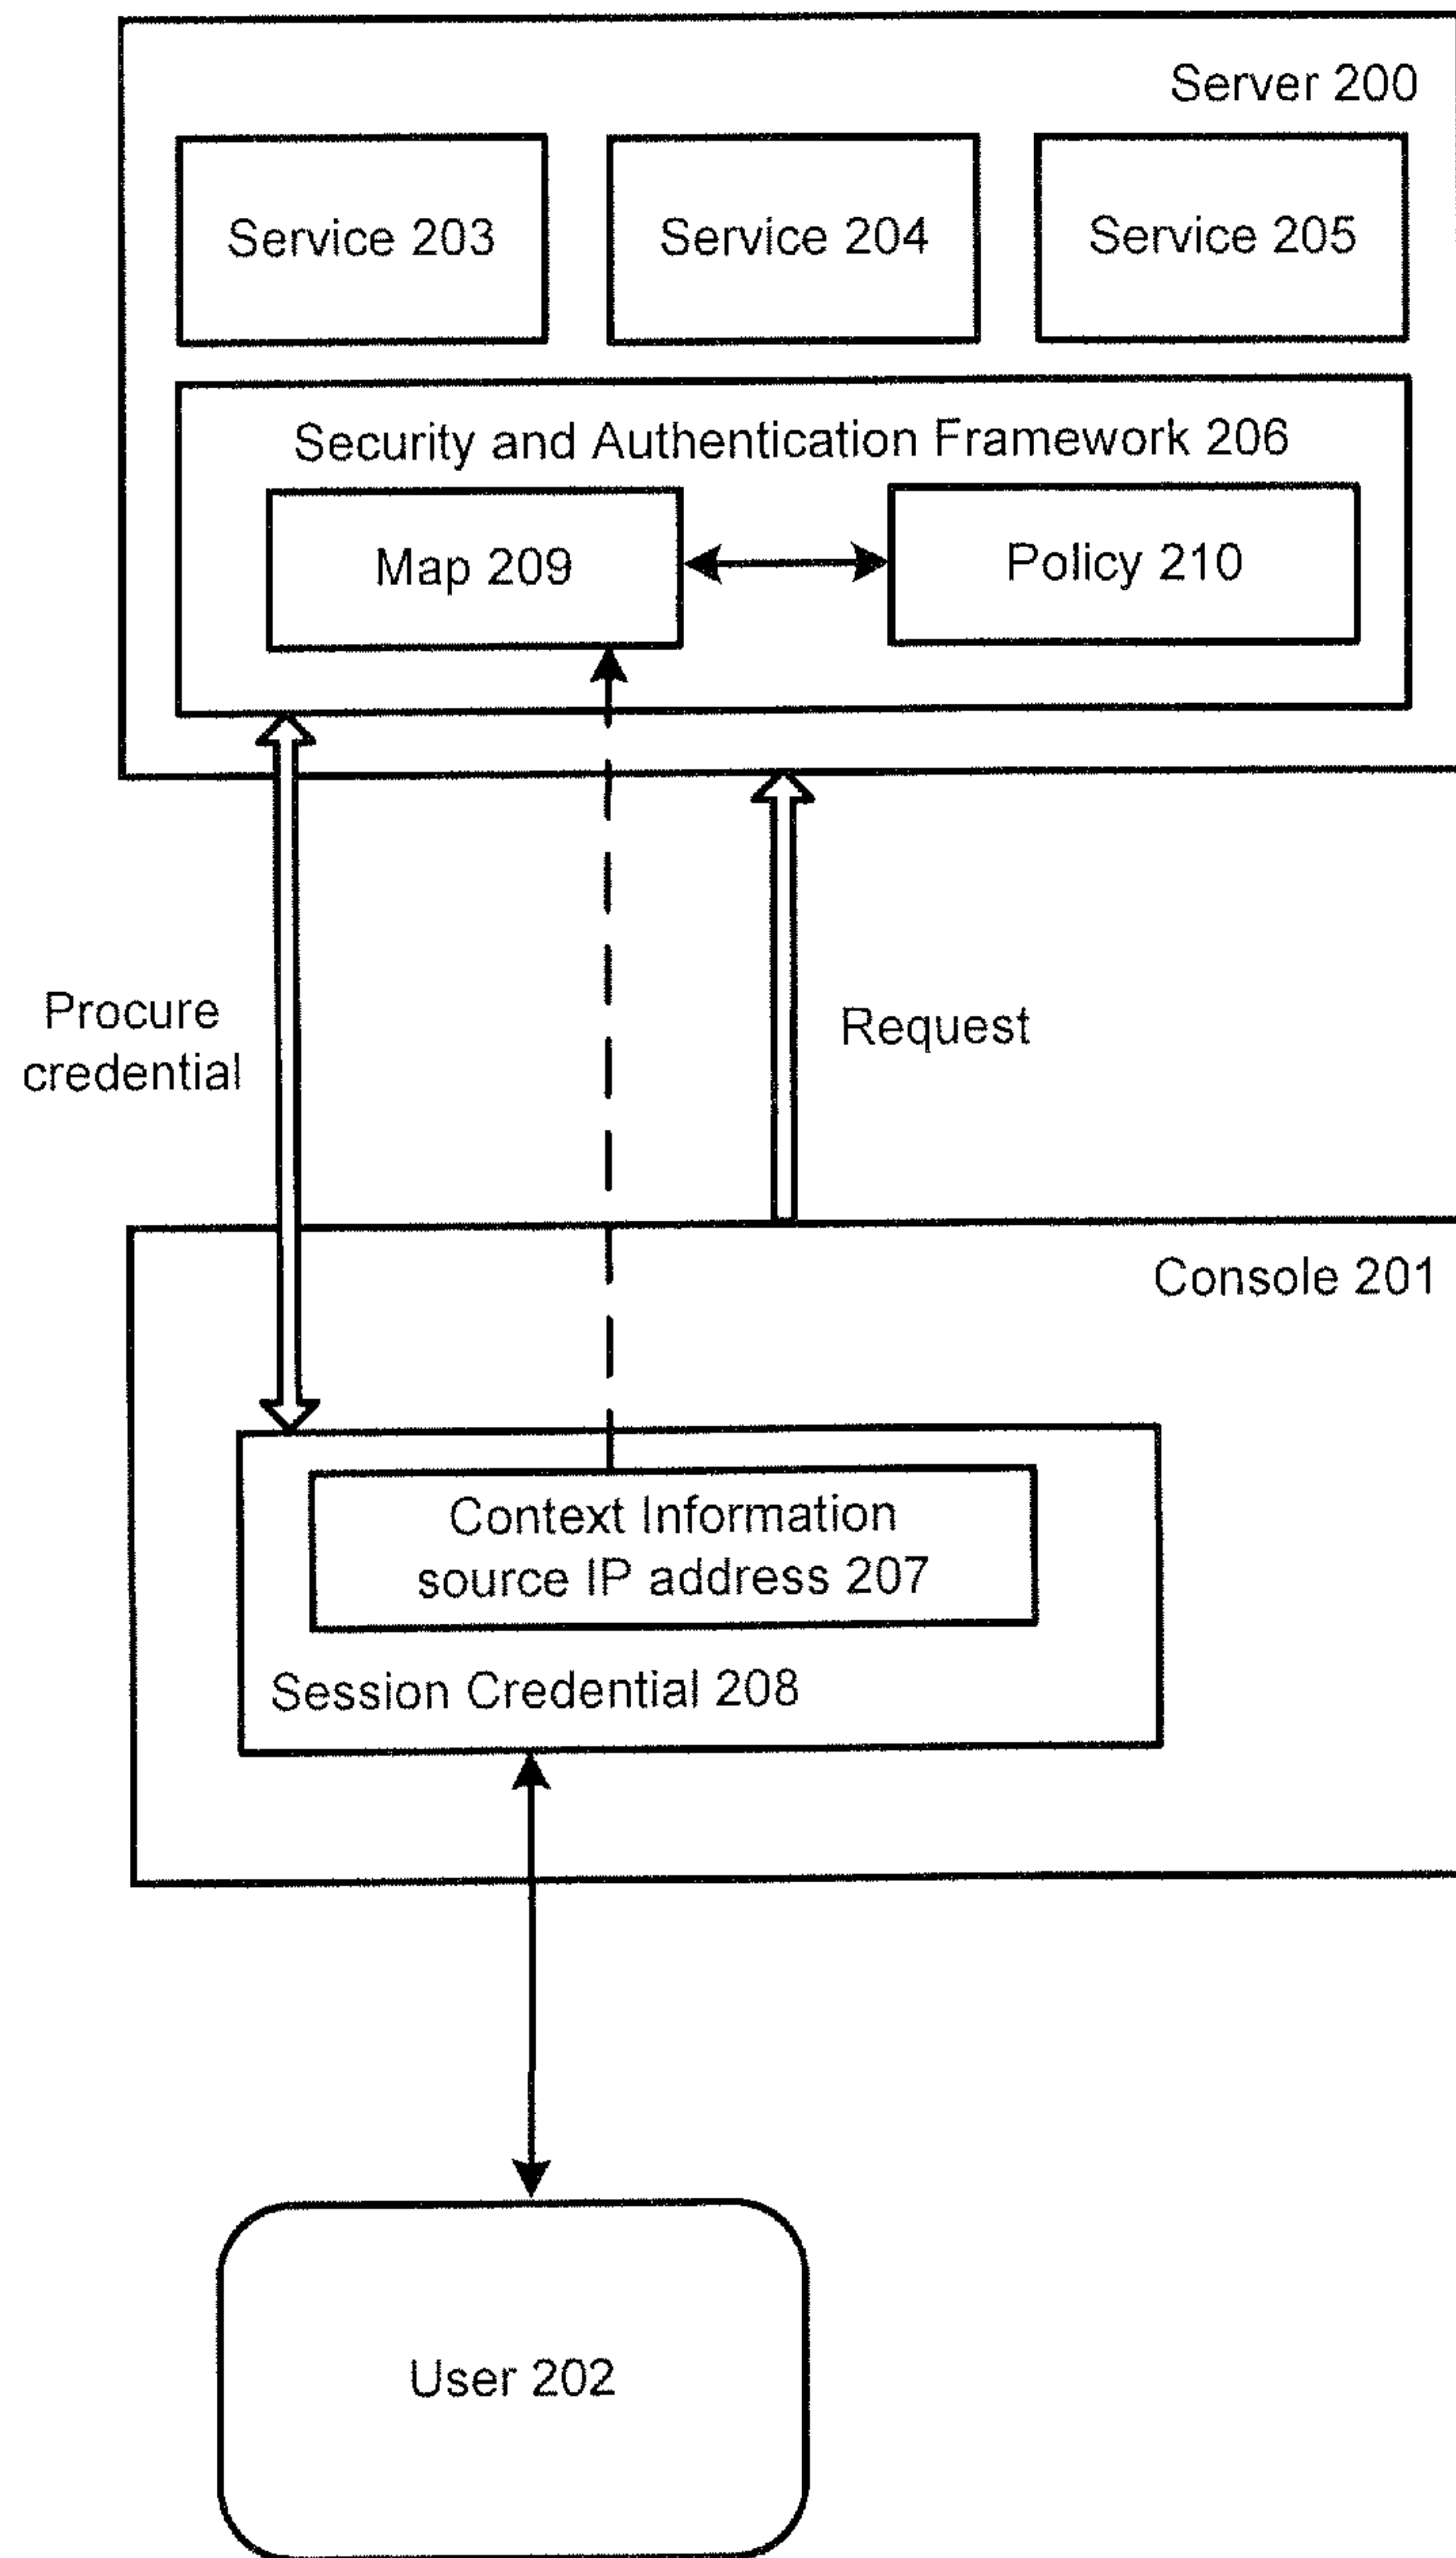 Server 200
Service 203
Service 204
Service 205
Security and Authentication Framework 206
Map 209
Policy 210
Procure
credential
Request
Console 201
Context Information
source IP address 207
Session Credential 208
User 202